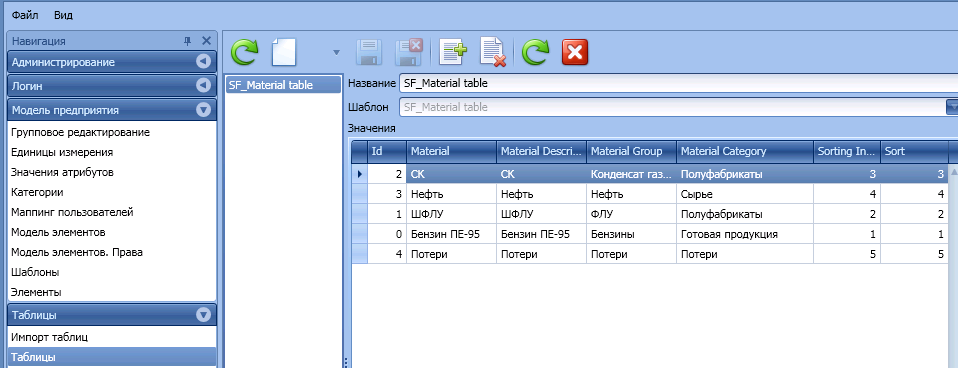 Файл Вид
Навигация
Администрирование
Логин
Модель предприятия
Групповое редактирование
Единицы измерения
Значения атрибутов
Категории
Маппинг пользователей
Модель элементов
Модель элементов. Права
Шаблоны
Элементы
Таблицы
Импорт таблиц
Таблицы
SF_Material table
Название SF_Material table
Шаблон SF_Material table
Значения
Id Material Material Descri... Material Group Material Category Sorting In... Sort
2 СК СК Конденсат газ... Полуфабрикаты 3 3
3 Нефть Нефть Нефть Сырье 4 4
1 ШФЛУ ШФЛУ ФЛУ Полуфабрикаты 2 2
0 Бензин ПЕ-95 Бензин ПЕ-95 Бензины Готовая продукция 1 1
4 Потери Потери Потери Потери 5 5